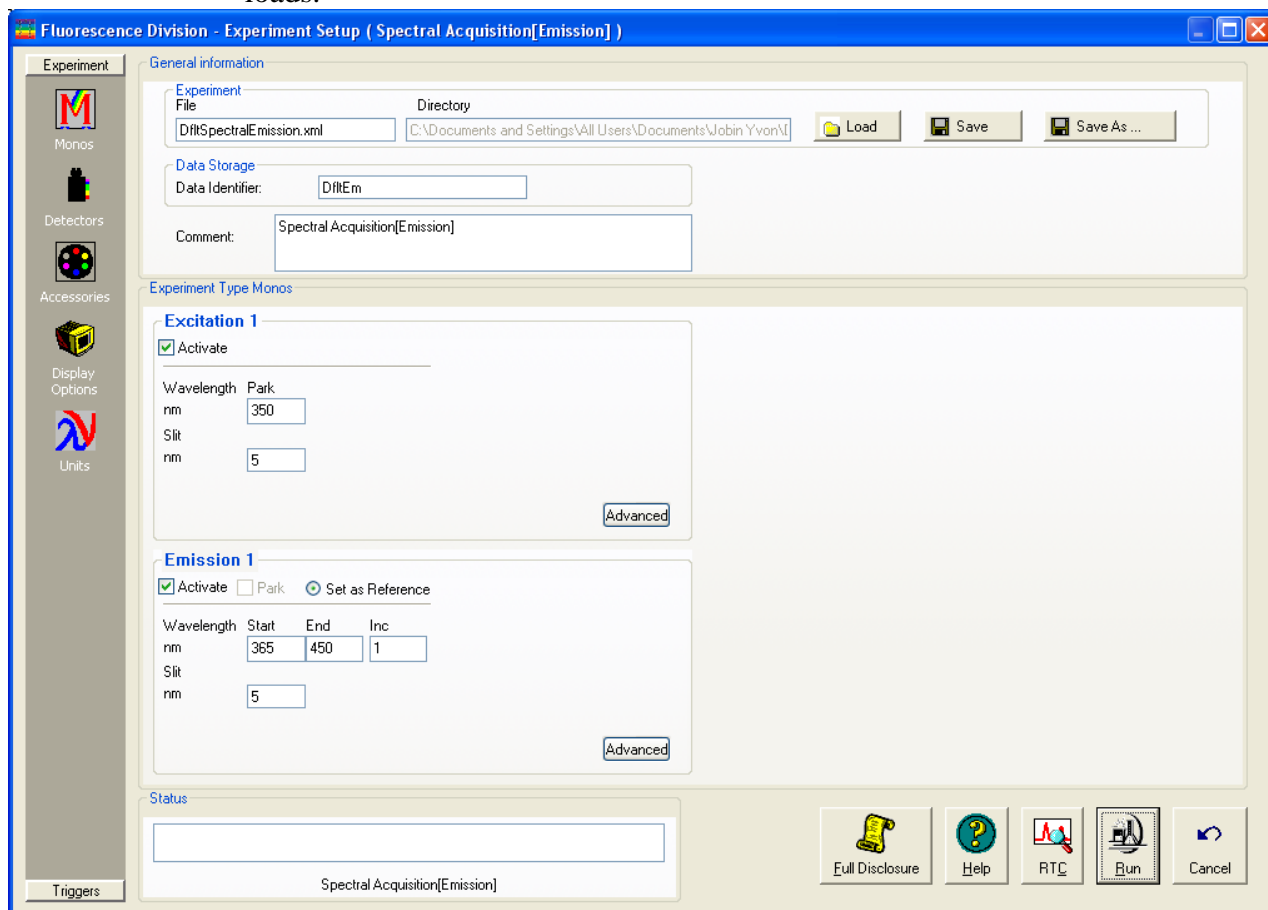 loads.
Fluorescence Division - Experiment Setup ( Spectral Acquisition[Emission] )
Experiment
Monos
Detectors
Accessories
Display
Options
Units
Triggers
General information
Experiment
File Directory
DfltSpectralEmission.xml C:\Documents and Settings\All Users\Documents\Jobin Yvon\ Load Save Save As ...
Data Storage
Data Identifier: DfltEm
Comment: Spectral Acquisition[Emission]
Experiment Type Monos
Excitation 1
Activate
Wavelength Park
nm 350
Slit
nm 5
Advanced
Emission 1
Activate Park Set as Reference
Wavelength Start End Inc
nm 365 450 1
Slit
nm 5
Advanced
Status
Spectral Acquisition[Emission]
Full Disclosure Help RTC Run Cancel